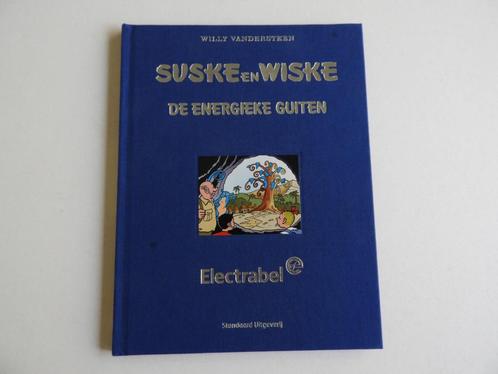 WILLY VANDERSTEEN
SUSKE EN WISKE
DE ENERGIEKE GUITEN
Electrabel
Standaard Uitgeverij